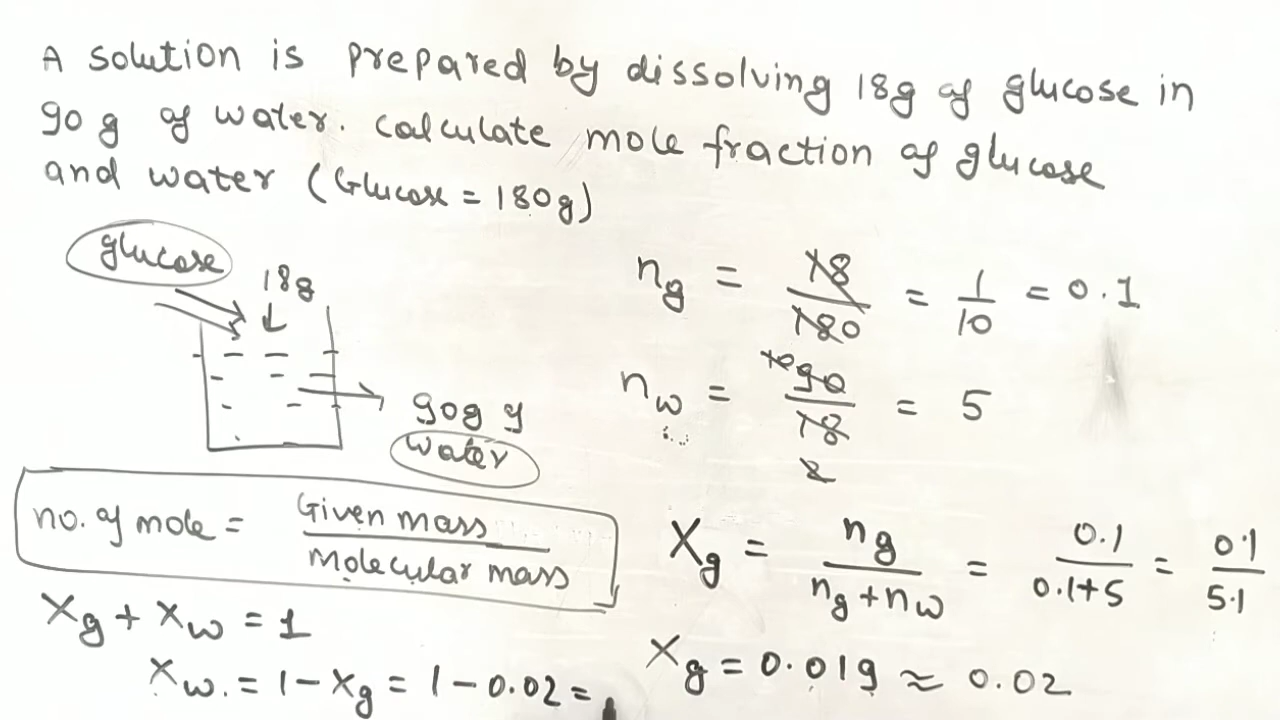 A solution is prepared by dissolving 18g of glucose in
90 g of water. Calculate mole fraction of glucose
and water (Glucose = 180g)
glucose
18g
90g of
water
no. of mole = Given mass / Molecular mass
Xg + Xw = 1
Xw. = 1 - Xg = 1 - 0.02 =
ng = 18/180 = 1/10 = 0.1
nw = 90/18 = 5
10
2
Xg = ng / ng + nw = 0.1 / 0.1+5 = 0.1 / 5.1
Xg = 0.019 ≈ 0.02